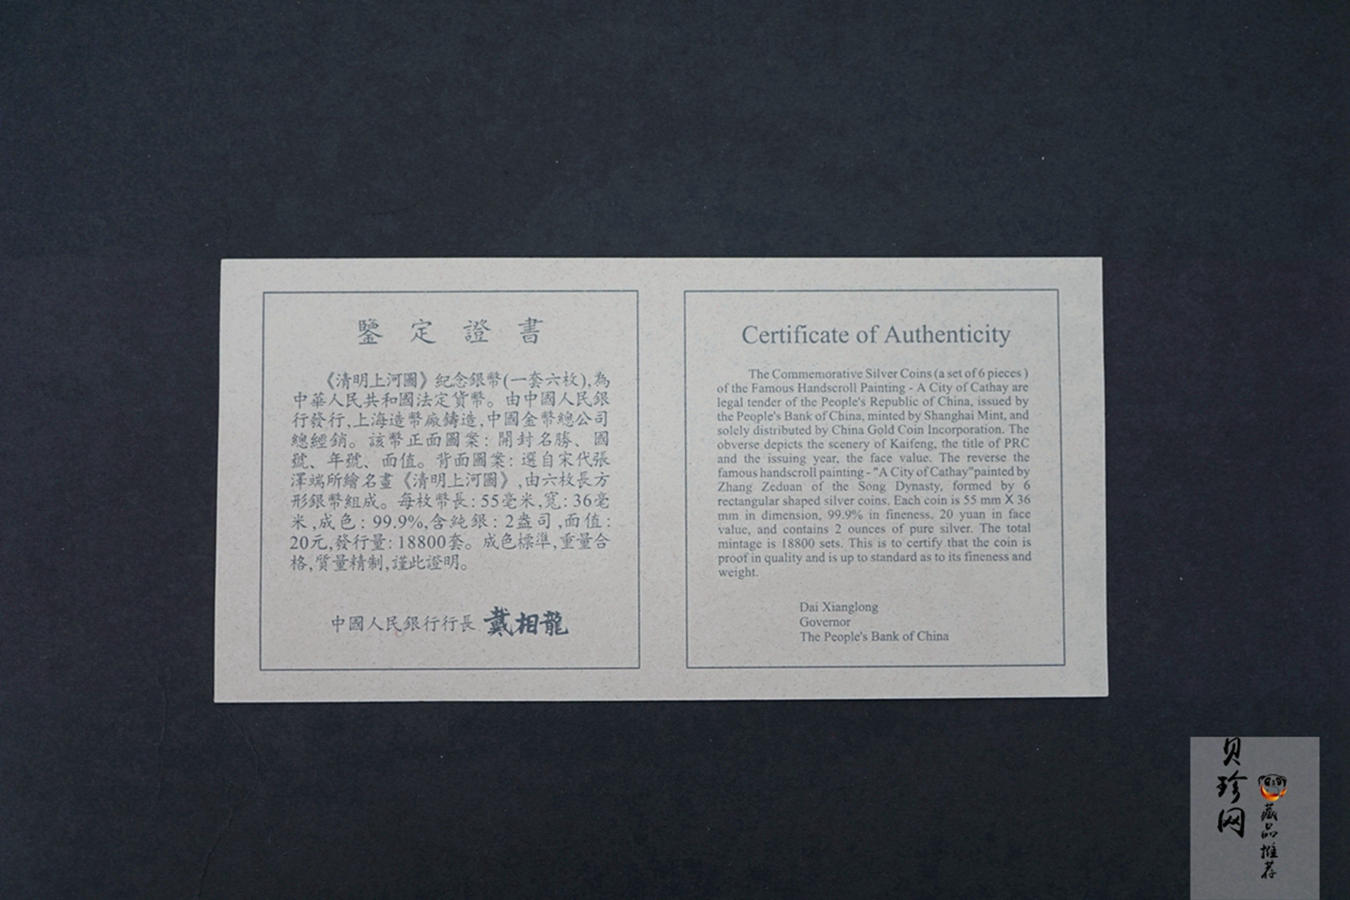 鑒定證書
《清明上河圖》紀念銀幣(一套六枚),為
中華人民共和國法定貨幣。由中國人民銀
行發行,上海造幣廠鑄造,中國金幣總公司
總經銷。該幣正面圖案:開封名勝、國
號、年號、面值。背面圖案:選自宋代張
澤端所繪名畫《清明上河圖》,由六枚長方
形銀幣組成。每枚幣長:55毫米,寬:36毫
米,成色:99.9%,含純銀:2盎司,面值:
20元,發行量:18800套。成色標準,重量合
格,質量精制,謹此證明。
中國人民銀行行長 戴相龍
Certificate of Authenticity
The Commemorative Silver Coins (a set of 6 pieces )
of the Famous Handscroll Painting - A City of Cathay are
legal tender of the People's Republic of China, issued by
the People's Bank of China, minted by Shanghai Mint, and
solely distributed by China Gold Coin Incorporation. The
obverse depicts the scenery of Kaifeng, the title of PRC
and the issuing year, the face value. The reverse the
famous handscroll painting - "A City of Cathay"painted by
Zhang Zeduan of the Song Dynasty, formed by 6
rectangular shaped silver coins. Each coin is 55 mm X 36
mm in dimension, 99.9% in fineness, 20 yuan in face
value, and contains 2 ounces of pure silver. The total
mintage is 18800 sets. This is to certify that the coin is
proof in quality and is up to standard as to its fineness and
weight.
Dai Xianglong
Governor
The People's Bank of China
贝珍网
藏品推荐